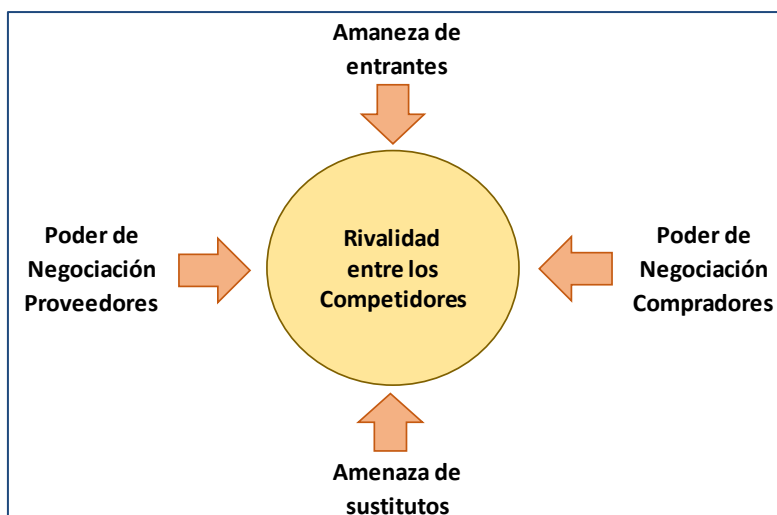 Amaneza de
entrantes
Poder de
Negociación
Proveedores
Rivalidad
entre los
Competidores
Poder de
Negociación
Compradores
Amenaza de
sustitutos